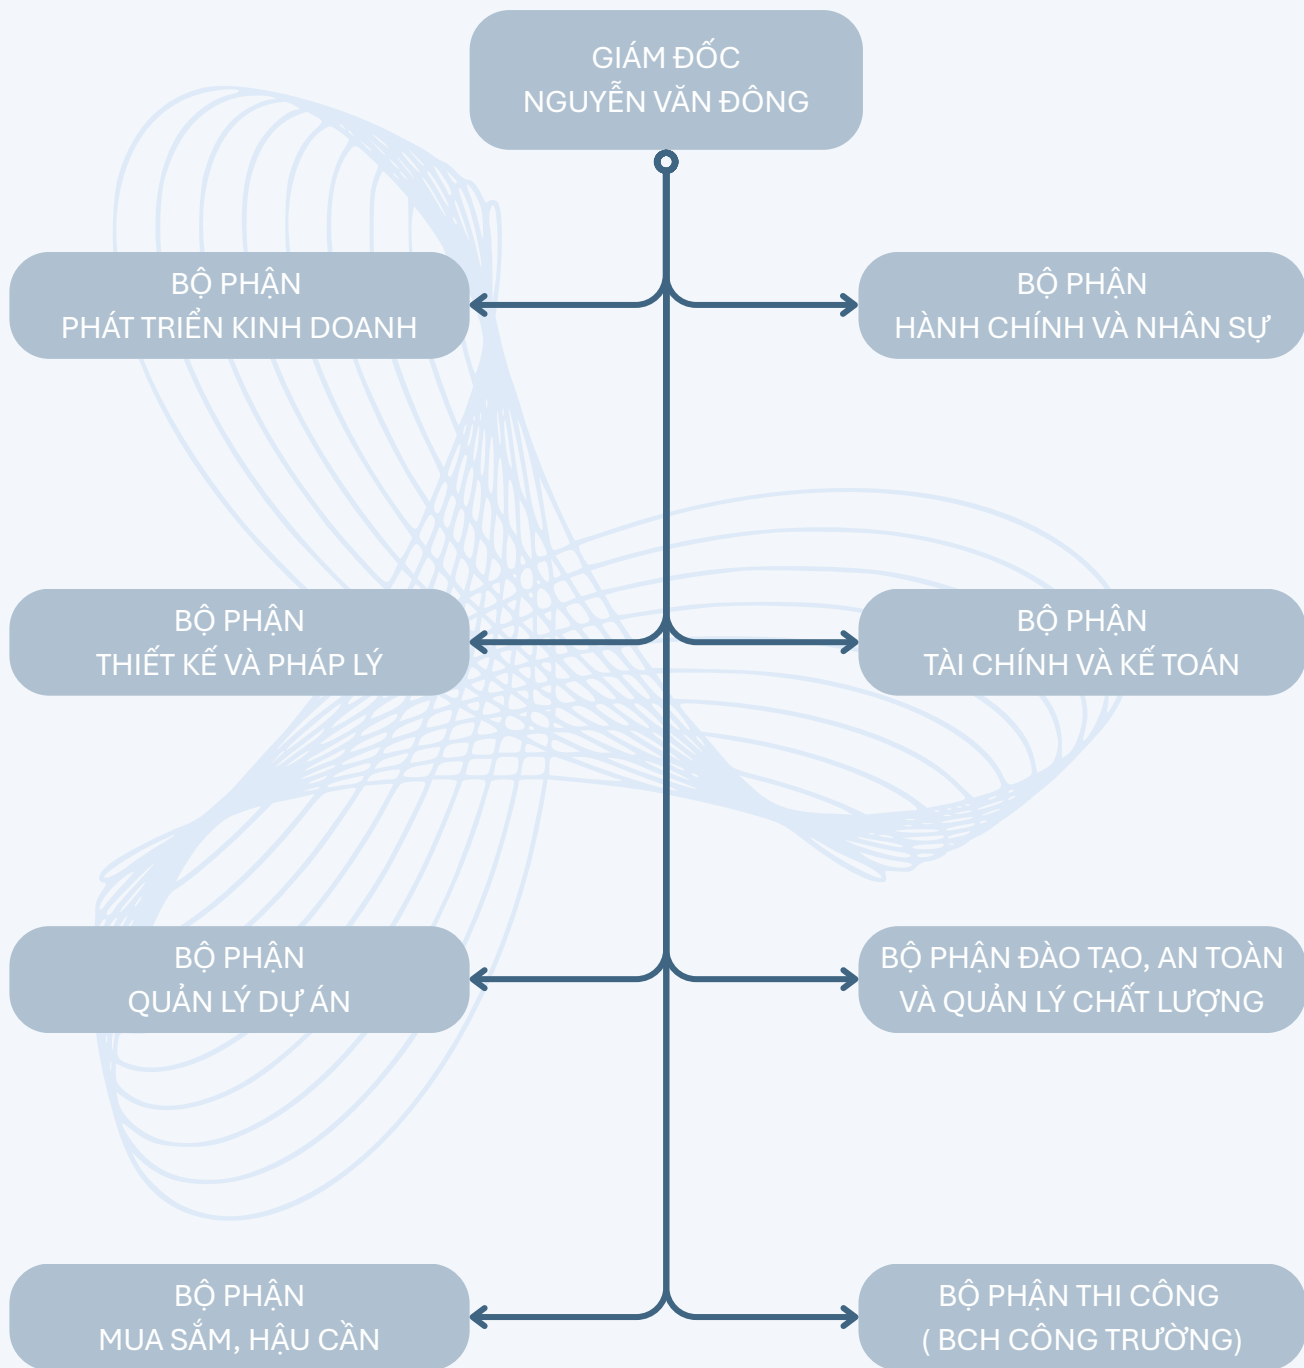 GIÁM ĐỐC
NGUYỄN VĂN ĐÔNG
BỘ PHẬN
PHÁT TRIỂN KINH DOANH
BỘ PHẬN
HÀNH CHÍNH VÀ NHÂN SỰ
BỘ PHẬN
THIẾT KẾ VÀ PHÁP LÝ
BỘ PHẬN
TÀI CHÍNH VÀ KẾ TOÁN
BỘ PHẬN
QUẢN LÝ DỰ ÁN
BỘ PHẬN ĐÀO TẠO, AN TOÀN
VÀ QUẢN LÝ CHẤT LƯỢNG
BỘ PHẬN
MUA SẮM, HẬU CẦN
BỘ PHẬN THI CÔNG
( BCH CÔNG TRƯỜNG)